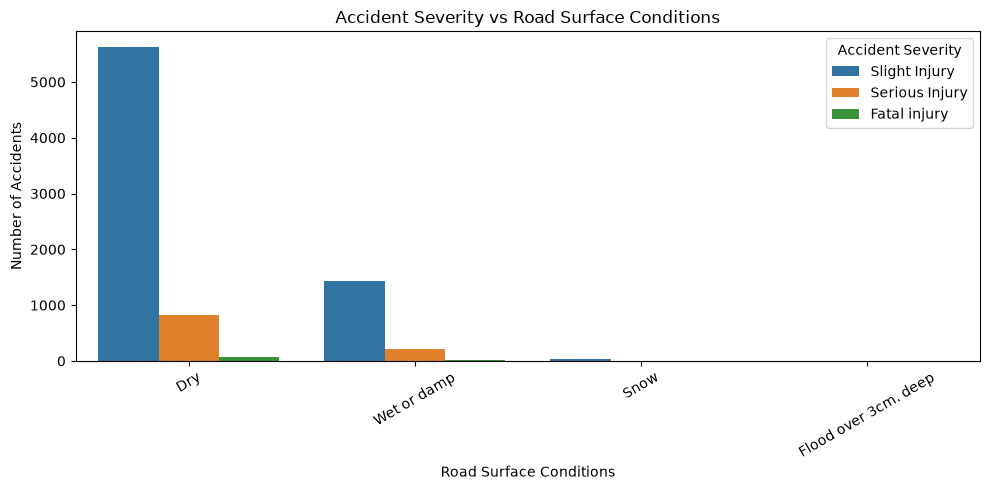 Accident Severity vs Road Surface Conditions
Accident Severity
Slight Injury
Serious Injury
Fatal injury
Number of Accidents
5000
4000
3000
2000
1000
0
Dry
Wet or damp
Snow
Flood over 3cm. deep
Road Surface Conditions